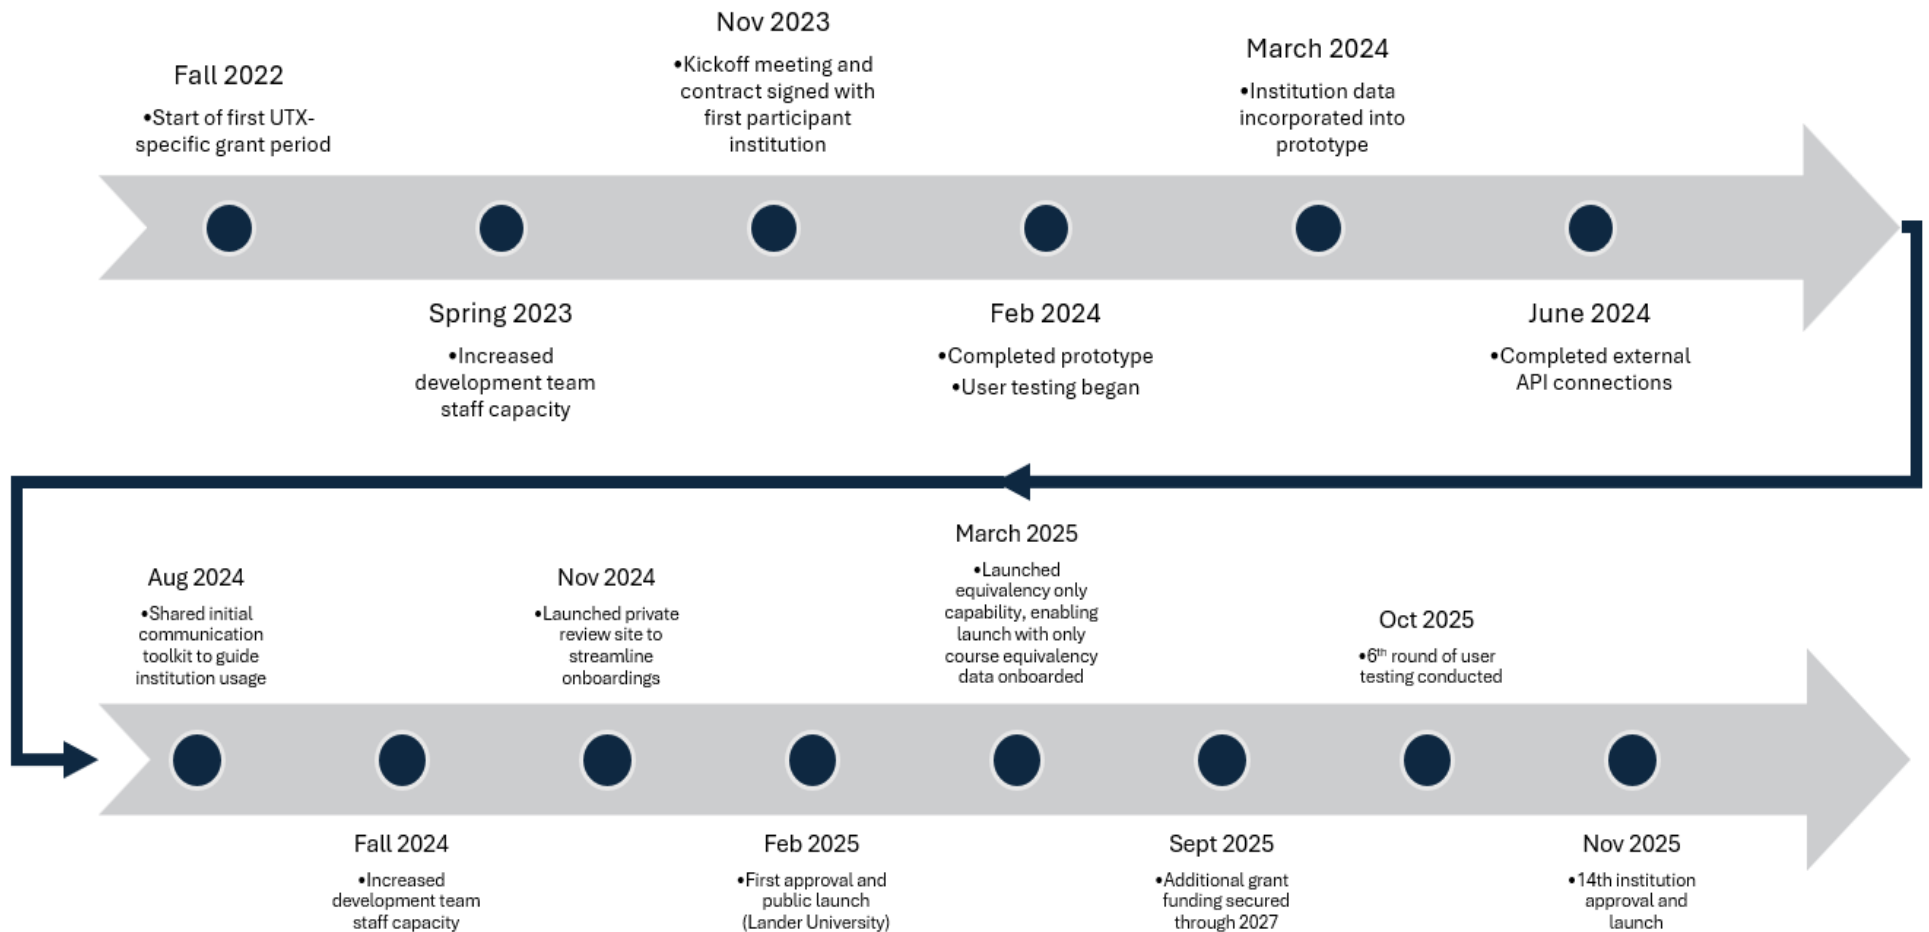 Fall 2022
•Start of first UTX-
specific grant period
Spring 2023
•Increased
development team
staff capacity
Nov 2023
•Kickoff meeting and
contract signed with
first participant
institution
Feb 2024
•Completed prototype
•User testing began
March 2024
•Institution data
incorporated into
prototype
June 2024
•Completed external
API connections
Aug 2024
•Shared initial
communication
toolkit to guide
institution usage
Fall 2024
•Increased
development team
staff capacity
Nov 2024
•Launched private
review site to
streamline
onboardings
Feb 2025
•First approval and
public launch
(Lander University)
March 2025
•Launched
equivalency only
capability, enabling
launch with only
course equivalency
data onboarded
Sept 2025
•Additional grant
funding secured
through 2027
Oct 2025
•6th round of user
testing conducted
Nov 2025
•14th institution
approval and
launch